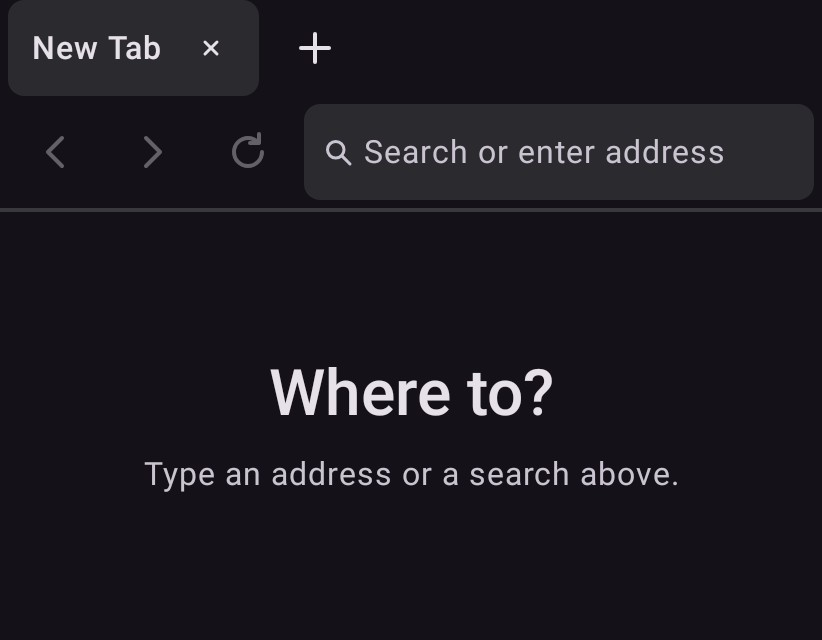 New Tab
Search or enter address
Where to?
Type an address or a search above.